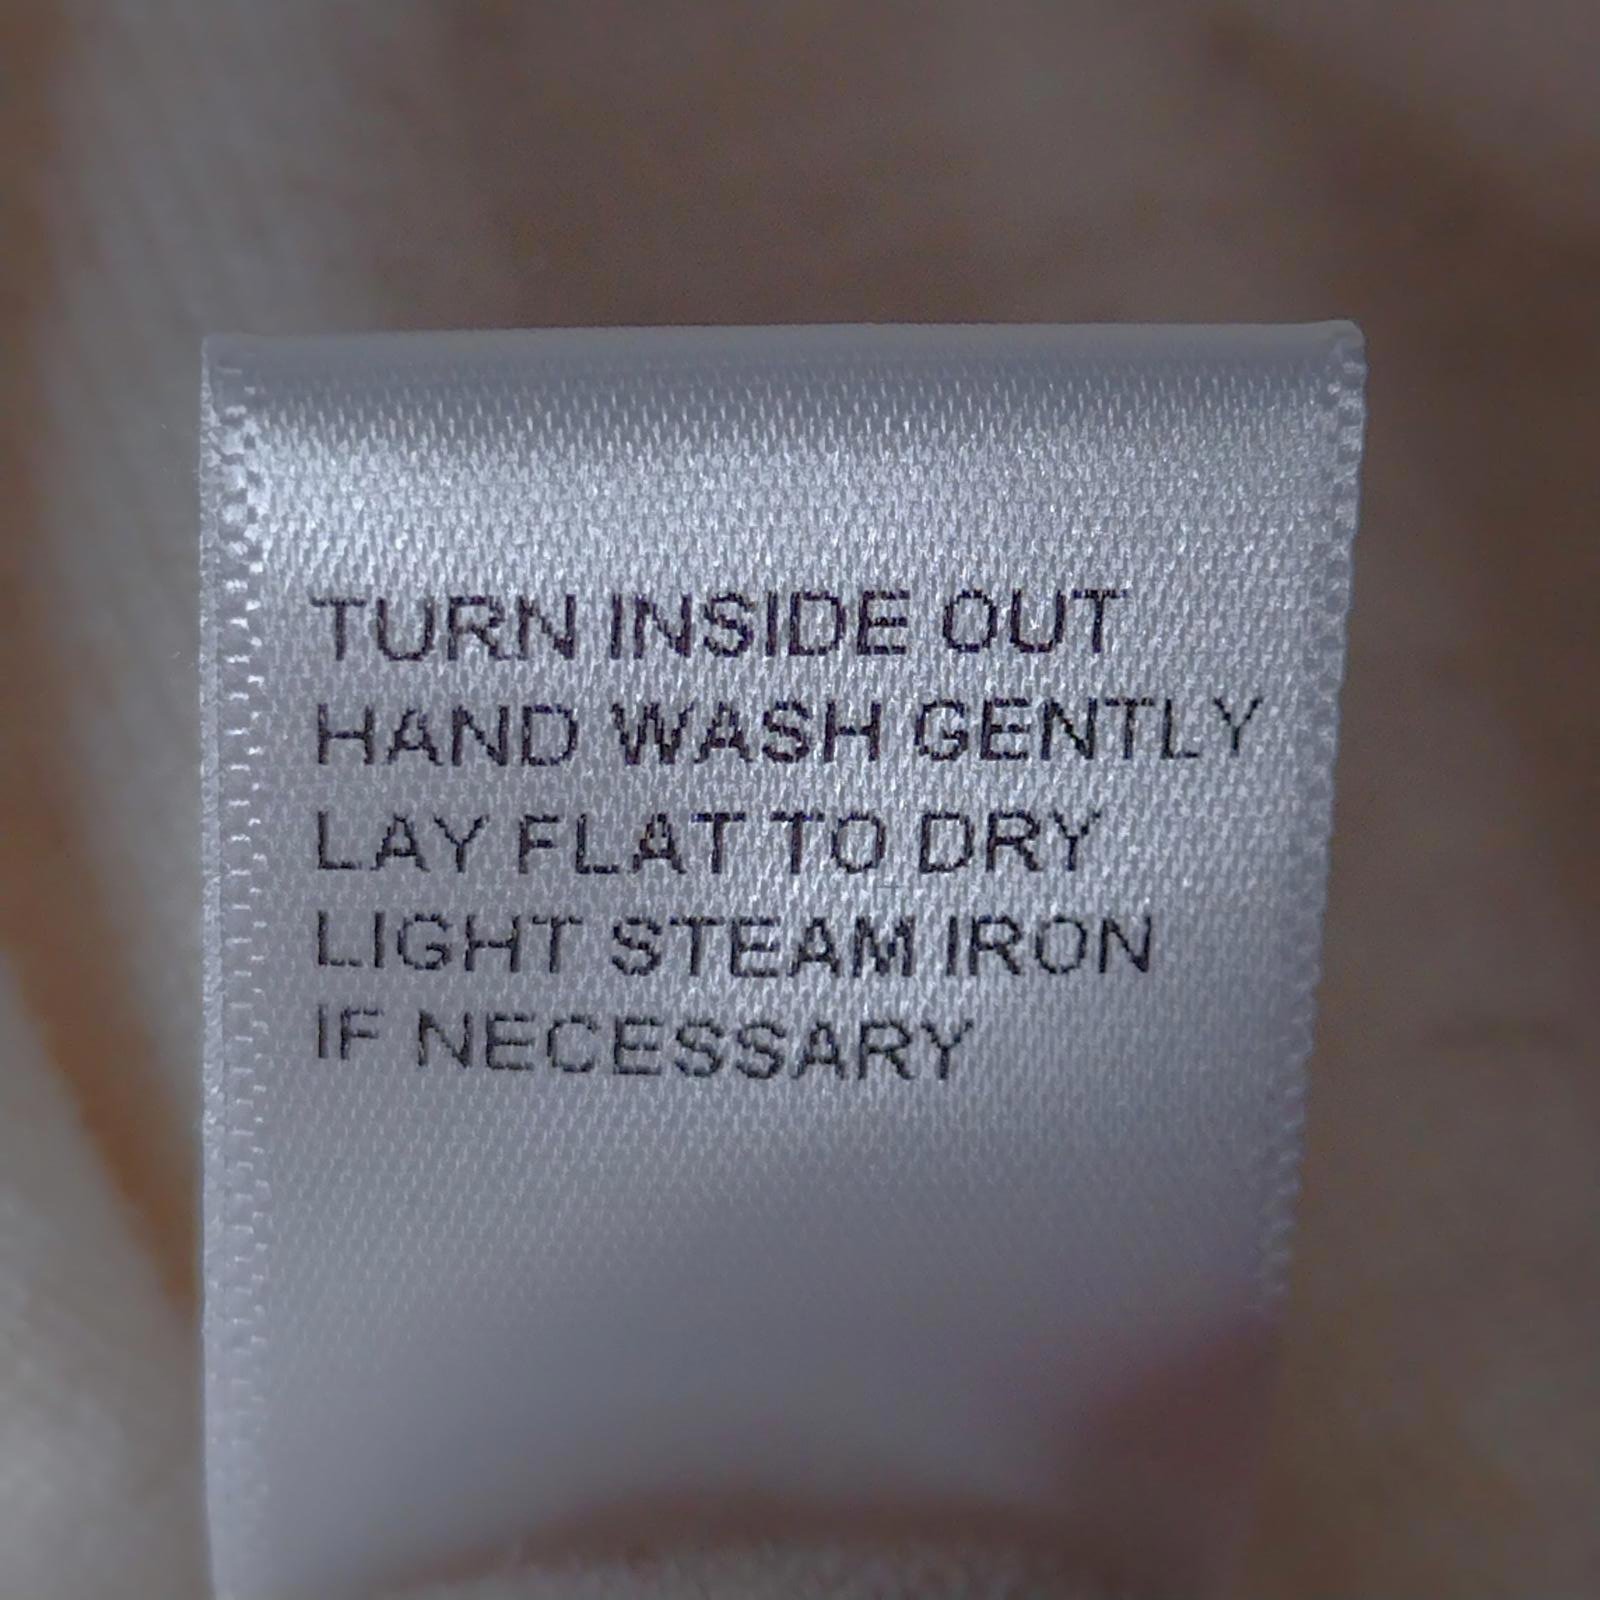 TURN INSIDE OUT
HAND WASH GENTLY
LAY FLAT TO DRY
LIGHT STEAM IRON
IF NECESSARY